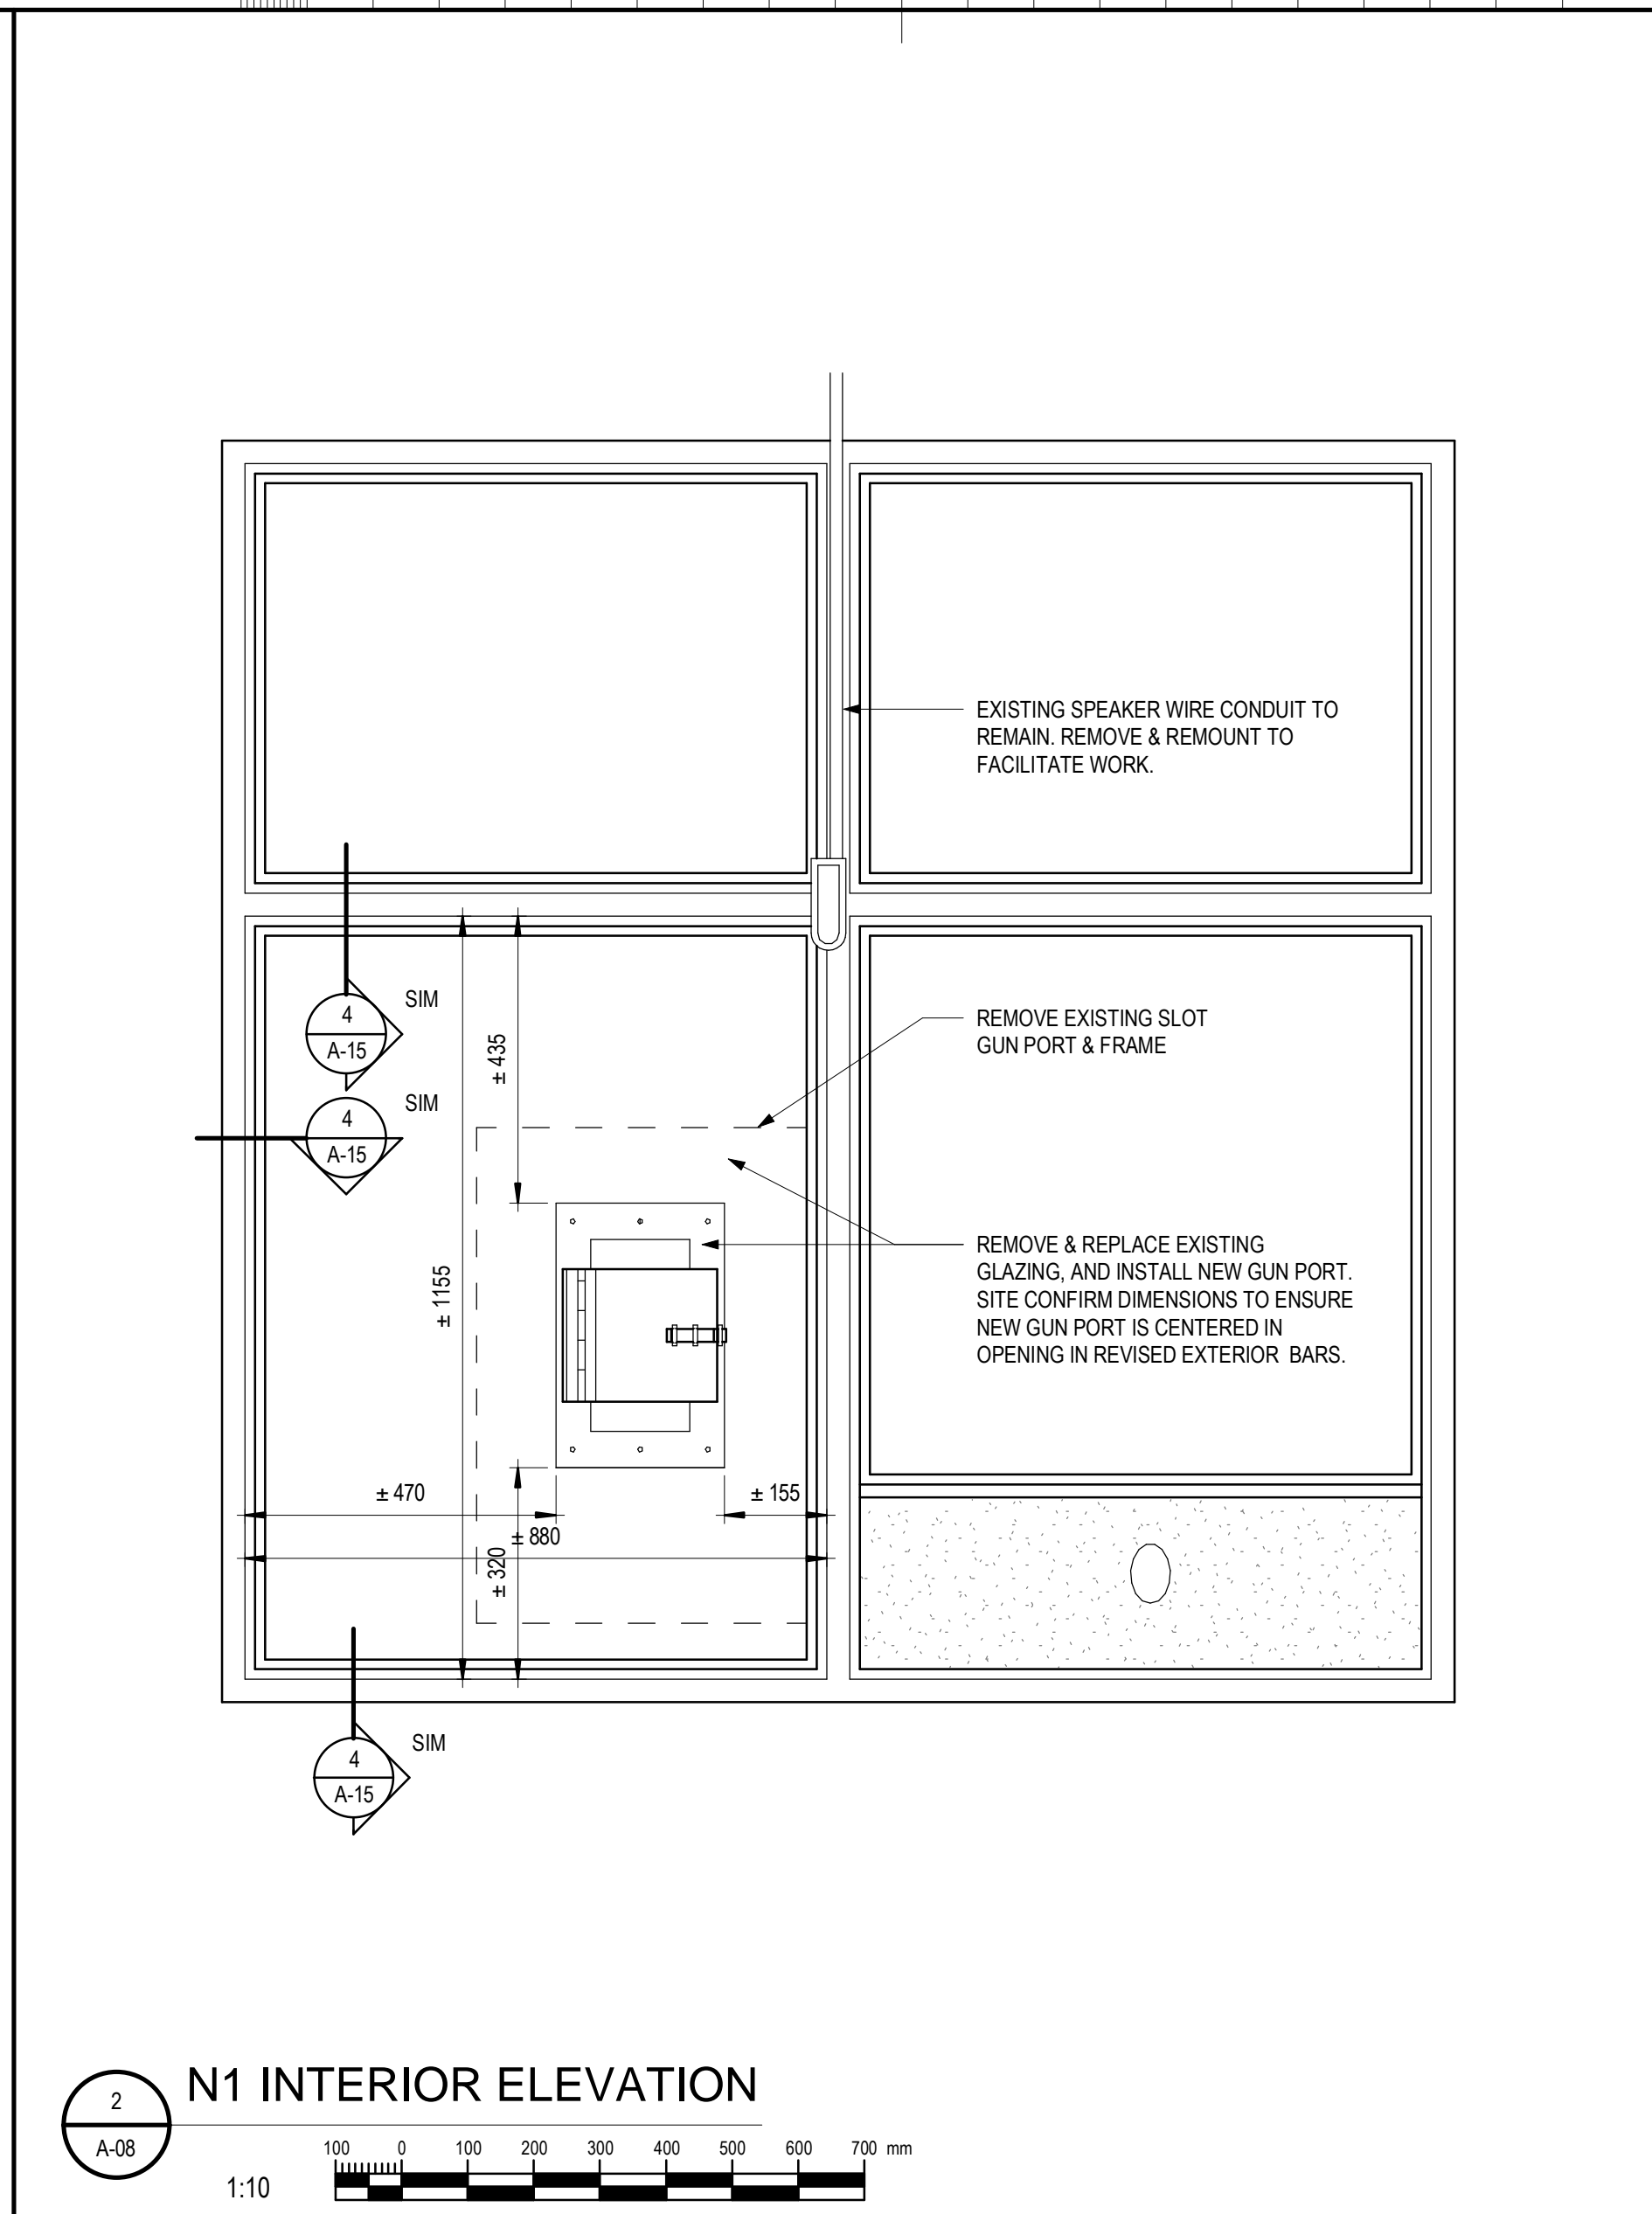 EXISTING SPEAKER WIRE CONDUIT TO
REMAIN. REMOVE & REMOUNT TO
FACILITATE WORK.
4
A-15
SIM
4
A-15
SIM
± 435
REMOVE EXISTING SLOT
GUN PORT & FRAME
± 1155
REMOVE & REPLACE EXISTING
GLAZING, AND INSTALL NEW GUN PORT.
SITE CONFIRM DIMENSIONS TO ENSURE
NEW GUN PORT IS CENTERED IN
OPENING IN REVISED EXTERIOR BARS.
± 470
± 155
± 880
± 320
4
A-15
SIM
2
A-08
N1 INTERIOR ELEVATION
1:10
100 0 100 200 300 400 500 600 700 mm